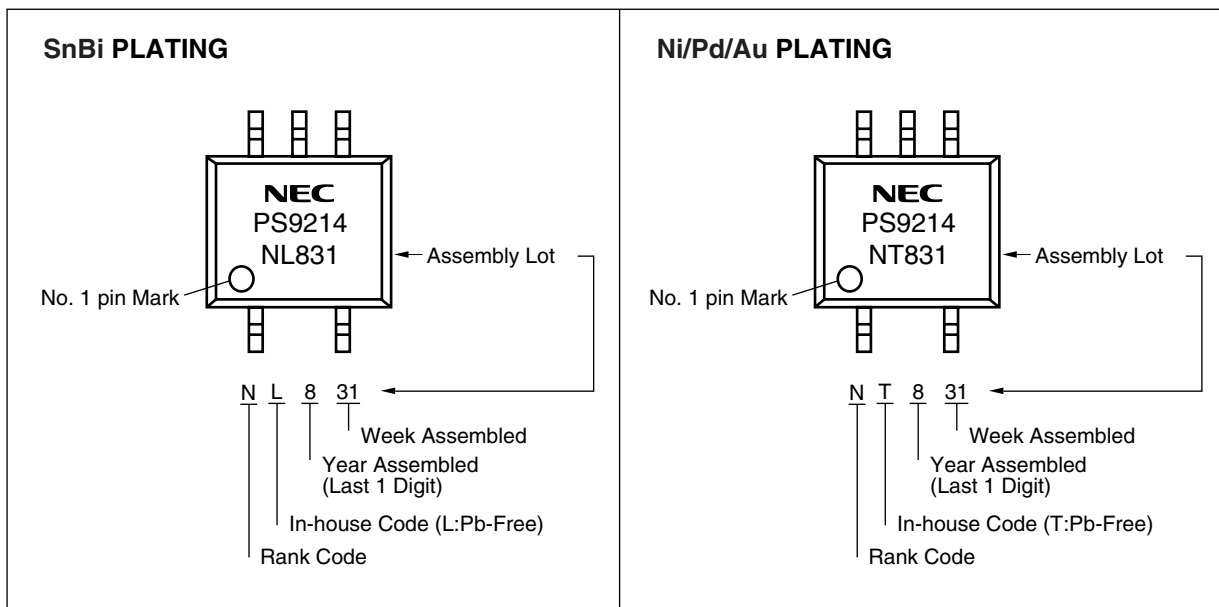 SnBi PLATING
NEC
PS9214
NL831
Assembly Lot
No. 1 pin Mark
N L 8 31
Week Assembled
Year Assembled
(Last 1 Digit)
In-house Code (L:Pb-Free)
Rank Code
Ni/Pd/Au PLATING
NEC
PS9214
NT831
Assembly Lot
No. 1 pin Mark
N T 8 31
Week Assembled
Year Assembled
(Last 1 Digit)
In-house Code (T:Pb-Free)
Rank Code